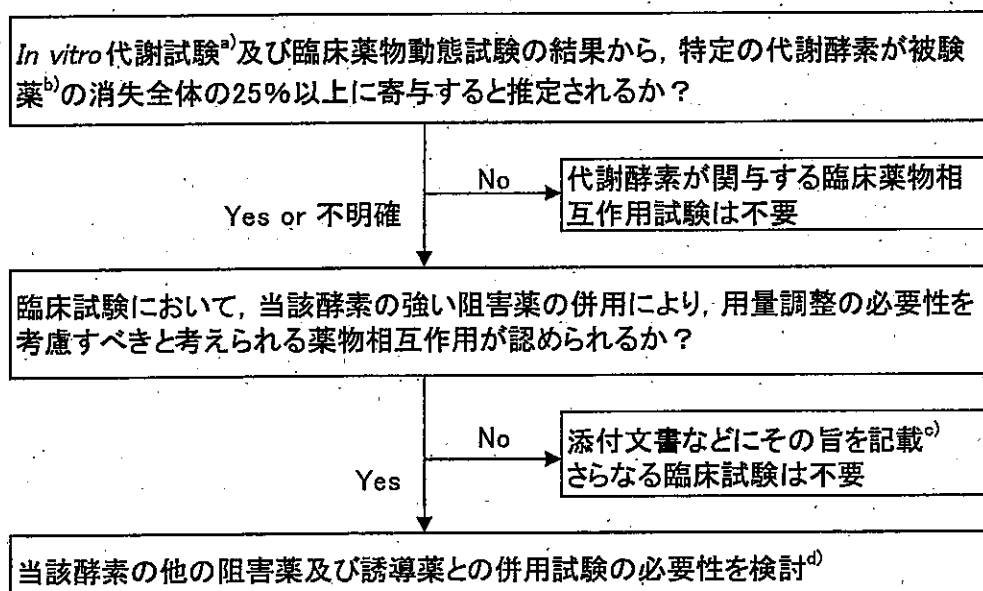 In vitro代謝試験a)及び臨床薬物動態試験の結果から，特定の代謝酵素が被験
薬b)の消失全体の25%以上に寄与すると推定されるか？
No
代謝酵素が関与する臨床薬物相
互作用試験は不要
Yes or 不明確
臨床試験において，当該酵素の強い阻害薬の併用により，用量調整の必要性を
考慮すべきと考えられる薬物相互作用が認められるか？
No
添付文書などにその旨を記載c)
さらなる臨床試験は不要
Yes
当該酵素の他の阻害薬及び誘導薬との併用試験の必要性を検討d)